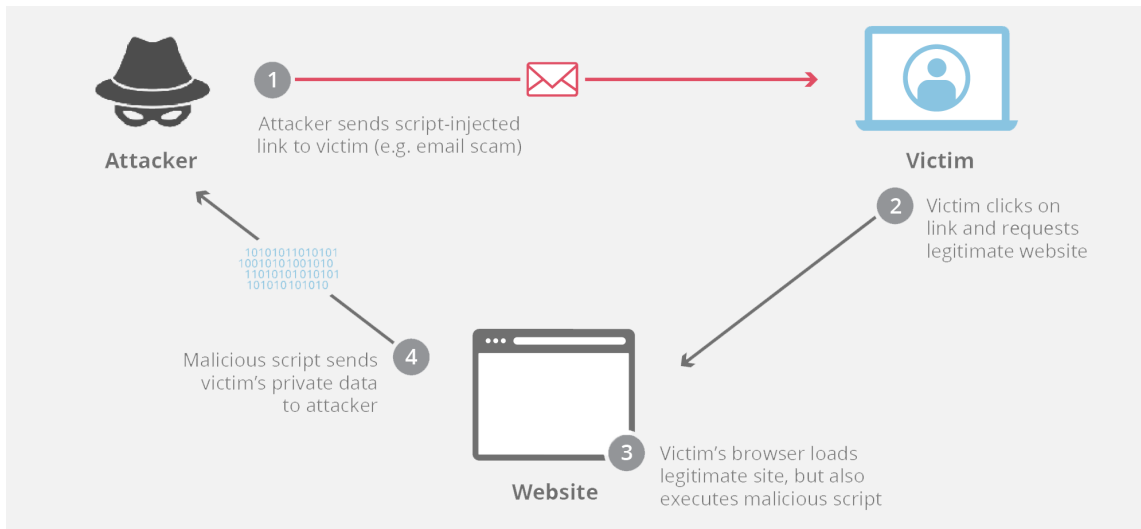 1
Attacker sends script-injected
link to victim (e.g. email scam)
Attacker
Victim
2
Victim clicks on
link and requests
legitimate website
10101011010101
10010101001010
11010101010101
101010101010
4
Malicious script sends
victim’s private data
to attacker
3
Victim’s browser loads
legitimate site, but also
executes malicious script
Website